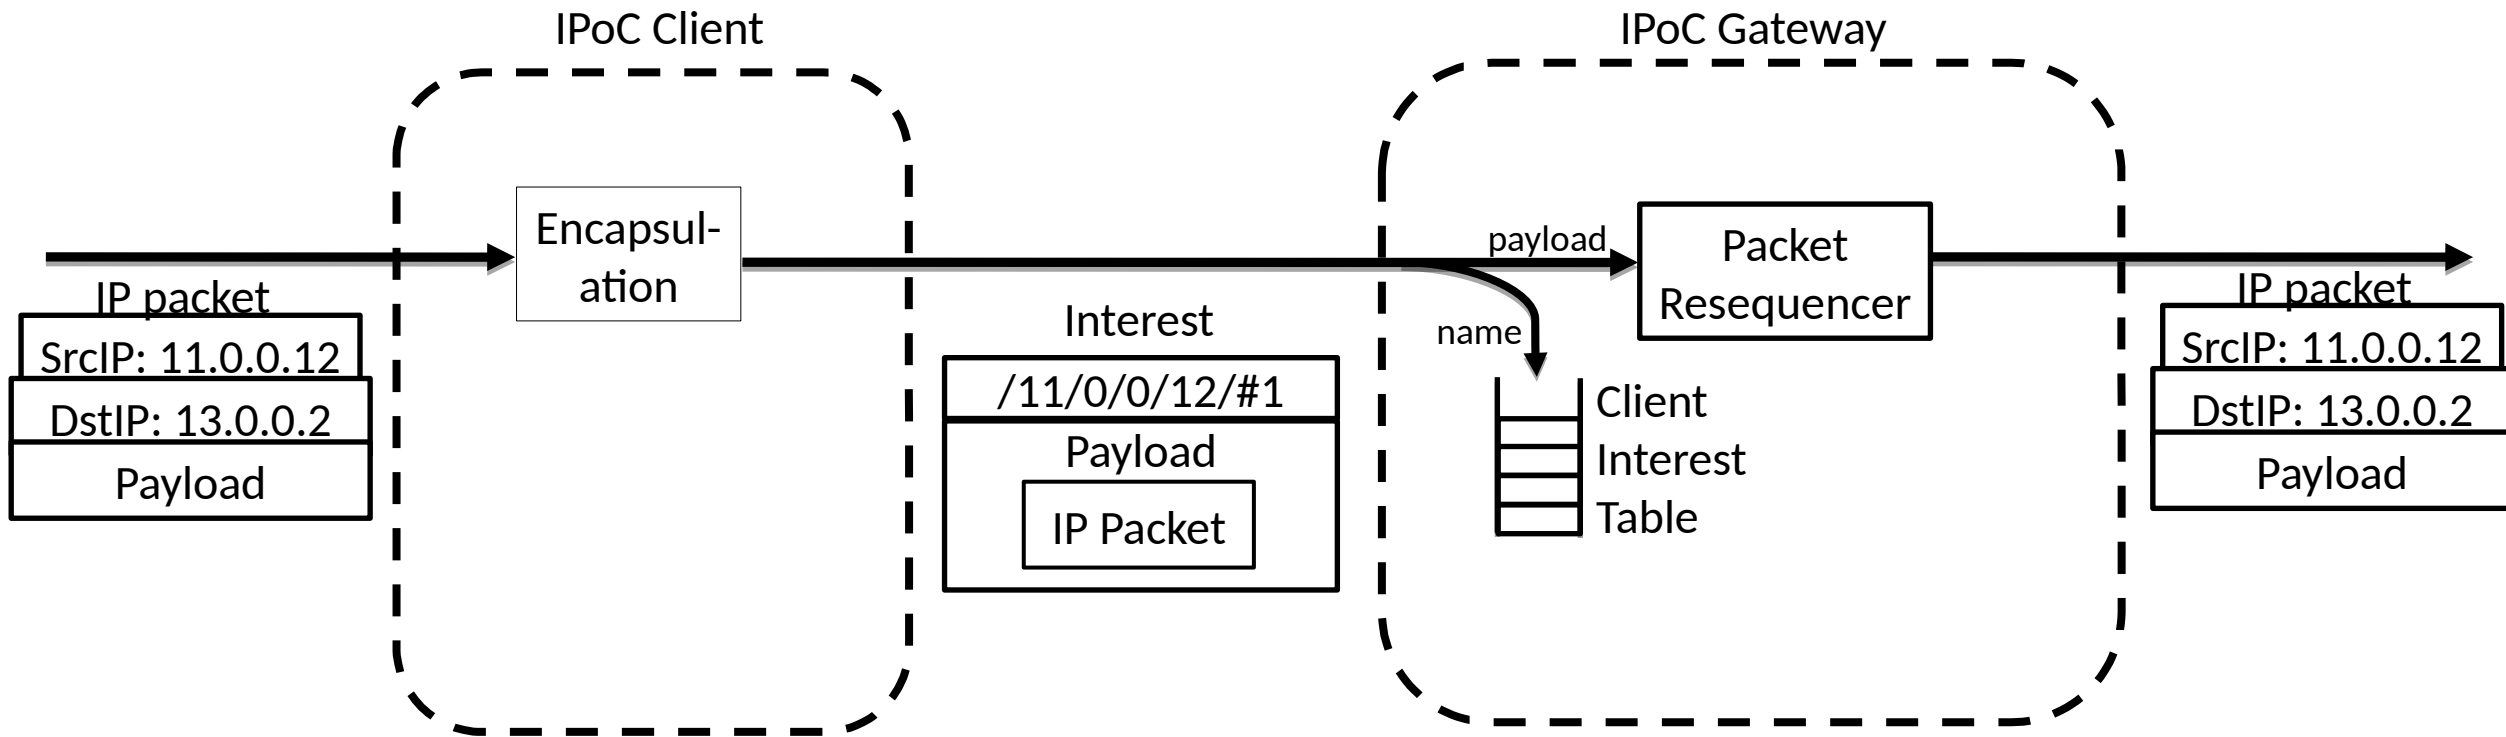 IPoC Client
IPoC Gateway
Encapsul-
ation
payload
Packet
Resequencer
name
IP packet
SrcIP: 11.0.0.12
DstIP: 13.0.0.2
Payload
Interest
/11/0/0/12/#1
Payload
IP Packet
Client
Interest
Table
IP packet
SrcIP: 11.0.0.12
DstIP: 13.0.0.2
Payload